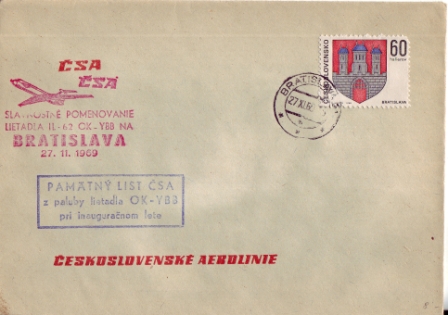 ČSA
ČSA
SLAVNOSTNÉ POMENOVANIE
LIETADLA IL-62 OK-YBB NA
BRATISLAVA
27. 11. 1969
PAMÄTNÝ LIST ČSA
z paluby lietadla OK-YBB
pri inauguračnom lete
ČESKOSLOVENSKÉ AEROLINIE
BRATISLAVA
27.XI.69
ČESKOSLOVENSKO
60
BRATISLAVA